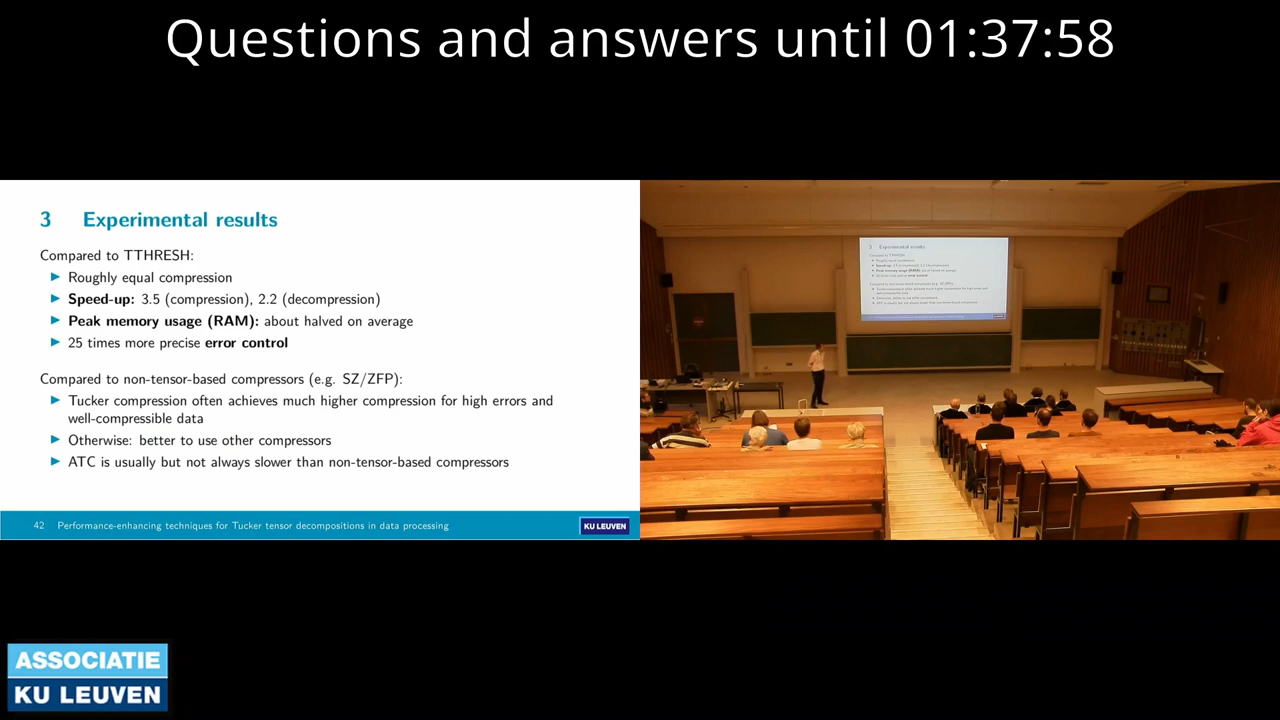 Questions and answers until 01:37:58
3 Experimental results
Compared to TTHRESH:
Roughly equal compression
Speed-up: 3.5 (compression), 2.2 (decompression)
Peak memory usage (RAM): about halved on average
25 times more precise error control
Compared to non-tensor-based compressors (e.g. SZ/ZFP):
Tucker compression often achieves much higher compression for high errors and
well-compressible data
Otherwise: better to use other compressors
ATC is usually but not always slower than non-tensor-based compressors
42 Performance-enhancing techniques for Tucker tensor decompositions in data processing
KU LEUVEN
3 Experimental results
ASSOCIATIE
KU LEUVEN